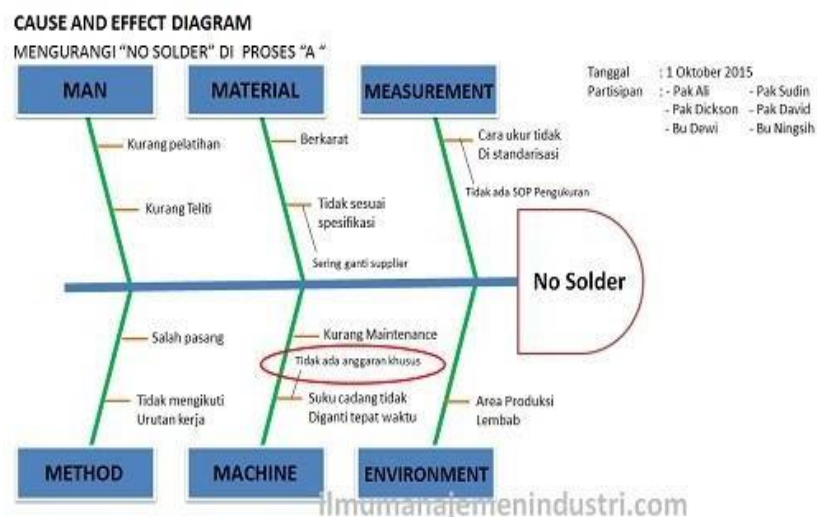 CAUSE AND EFFECT DIAGRAM
MENGURANGI "NO SOLDER" DI PROSES "A "
Tanggal : 1 Oktober 2015
Partisipan : - Pak Ali - Pak Sudin
- Pak Dickson - Pak David
- Bu Dewi - Bu Ningsih
MAN
MATERIAL
MEASUREMENT
Kurang pelatihan
Kurang Teliti
Berkarat
Tidak sesuai
spesifikasi
Sering ganti supplier
Cara ukur tidak
Di standarisasi
Tidak ada SOP Pengukuran
No Solder
Salah pasang
Tidak mengikuti
Urutan kerja
Kurang Maintenance
Tidak ada anggaran khusus
Suku cadang tidak
Diganti tepat waktu
Area Produksi
Lembab
METHOD
MACHINE
ENVIRONMENT
ilmumanajemenindustri.com